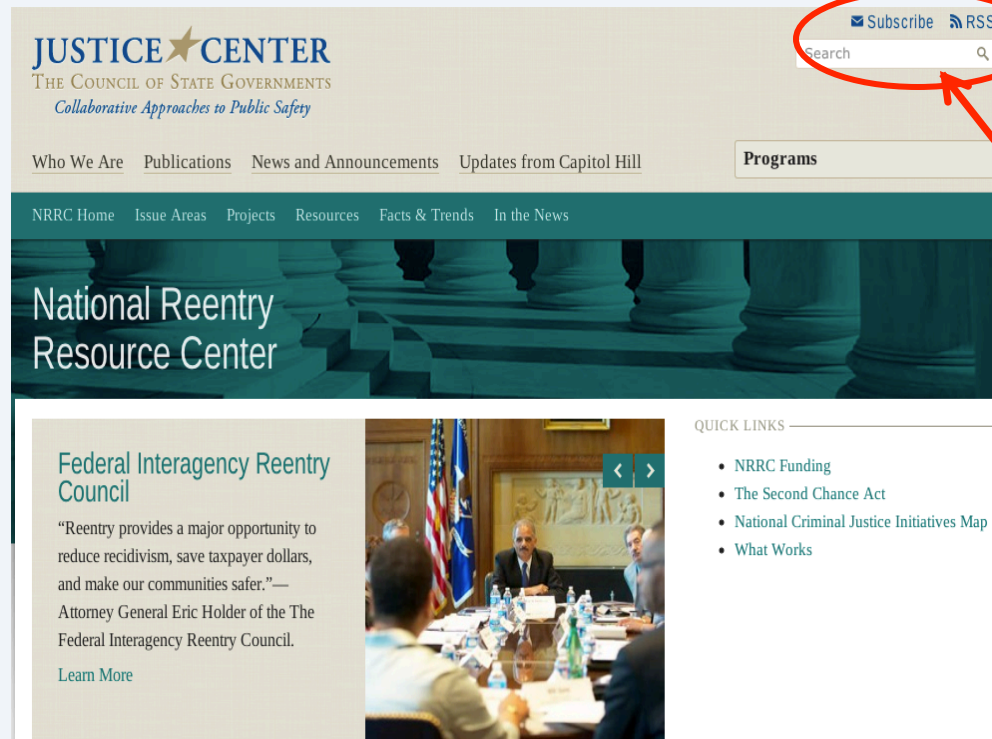 Subscribe RSS
Search
JUSTICE CENTER
THE COUNCIL OF STATE GOVERNMENTS
Collaborative Approaches to Public Safety
Who We Are Publications News and Announcements Updates from Capitol Hill
Programs
NRRC Home Issue Areas Projects Resources Facts & Trends In the News
National Reentry
Resource Center
Federal Interagency Reentry
Council
“Reentry provides a major opportunity to
reduce recidivism, save taxpayer dollars,
and make our communities safer.”—
Attorney General Eric Holder of the The
Federal Interagency Reentry Council.
Learn More
QUICK LINKS
NRRC Funding
The Second Chance Act
National Criminal Justice Initiatives Map
What Works